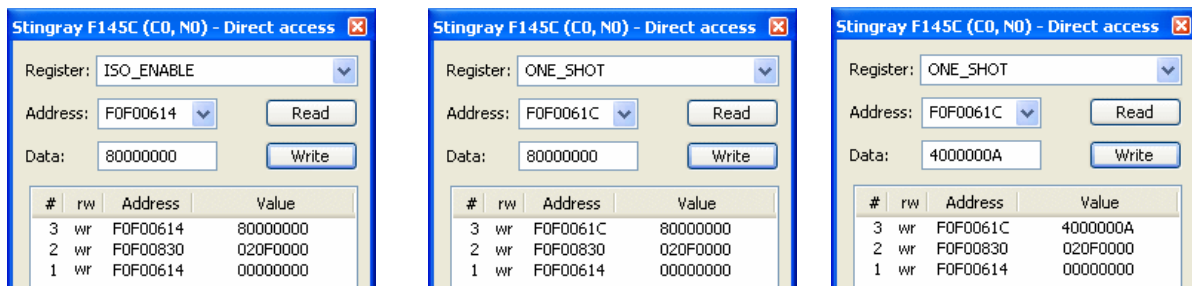 Stingray F145C (C0, N0) - Direct access
Register: ISO_ENABLE
Address: F0F00614 Read
Data: 80000000 Write
# rw Address Value
3 wr F0F00614 80000000
2 wr F0F00830 020F0000
1 wr F0F00614 00000000
Stingray F145C (C0, N0) - Direct access
Register: ONE_SHOT
Address: F0F0061C Read
Data: 80000000 Write
# rw Address Value
3 wr F0F0061C 80000000
2 wr F0F00830 020F0000
1 wr F0F00614 00000000
Stingray F145C (C0, N0) - Direct access
Register: ONE_SHOT
Address: F0F0061C Read
Data: 4000000A Write
# rw Address Value
3 wr F0F0061C 4000000A
2 wr F0F00830 020F0000
1 wr F0F00614 00000000